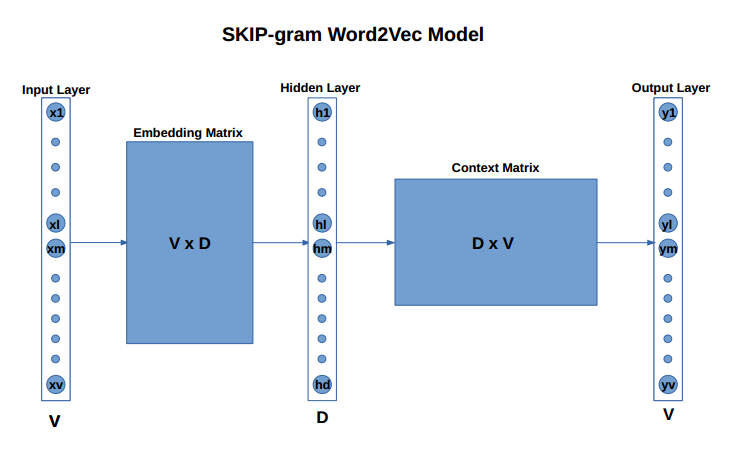 SKIP-gram Word2Vec Model
Input Layer
Hidden Layer
Output Layer
Embedding Matrix
Context Matrix
x1
xl
xm
xv
V
V x D
h1
hl
hm
hd
D
D x V
y1
yl
ym
yv
V